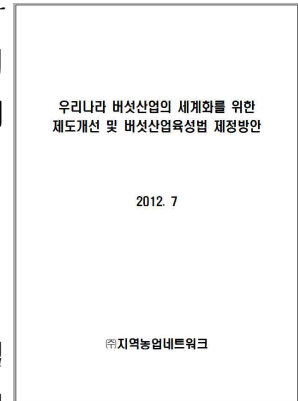 우리나라 버섯산업의 세계화를 위한
제도개선 및 버섯산업육성법 제정방안
2012. 7
㈜지역농업네트워크